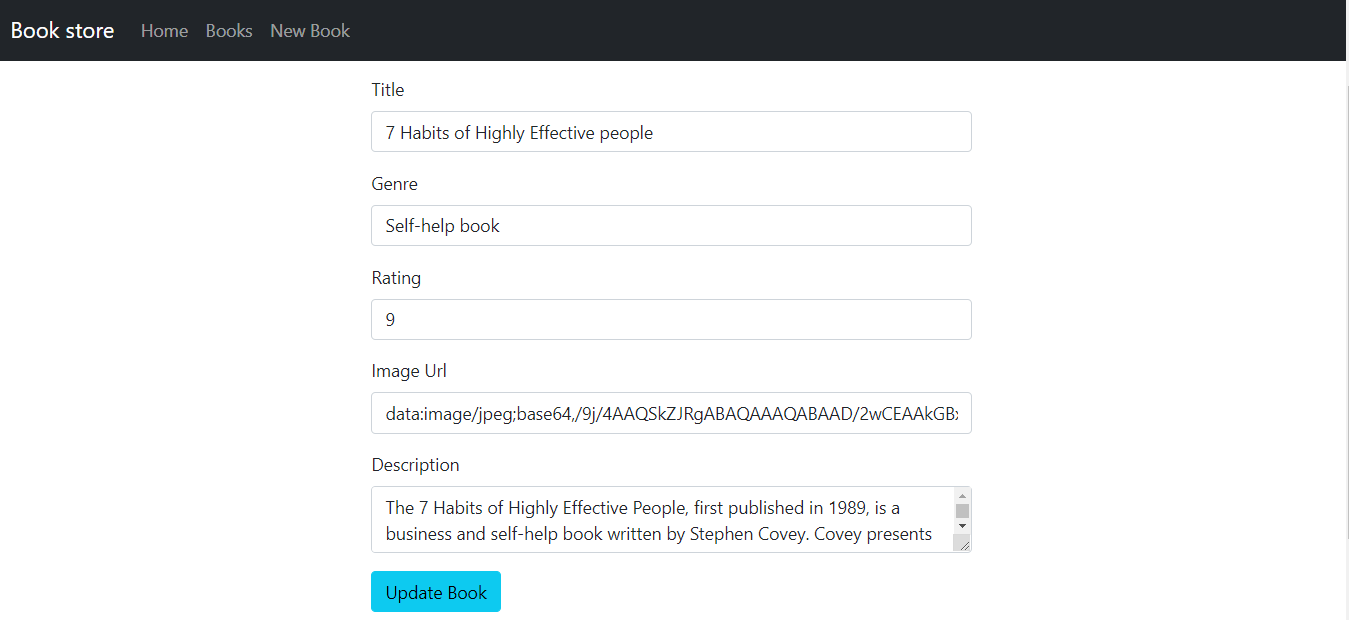 Book store Home Books New Book
Title
7 Habits of Highly Effective people
Genre
Self-help book
Rating
9
Image Url
data:image/jpeg;base64,/9j/4AAQSkZJRgABAQAAAQABAAD/2wCEAAkGBx
Description
The 7 Habits of Highly Effective People, first published in 1989, is a
business and self-help book written by Stephen Covey. Covey presents
Update Book